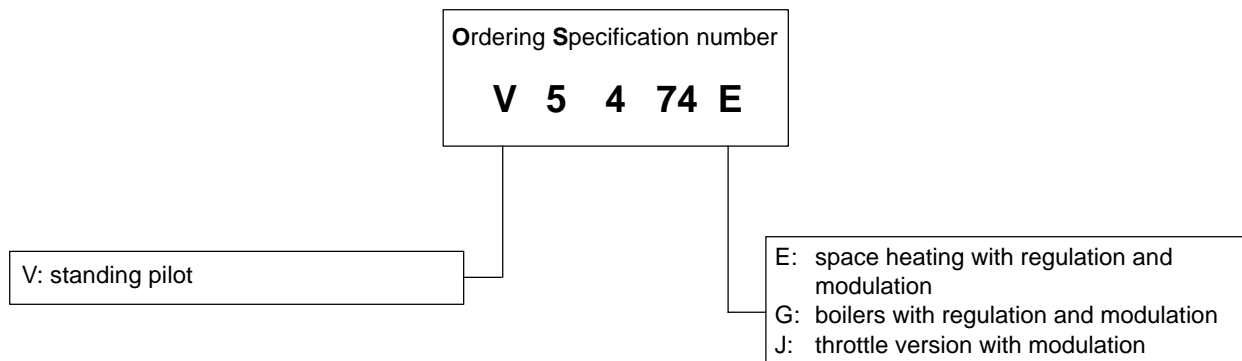 Ordering Specification number
V 5 4 74 E
V: standing pilot
E: space heating with regulation and
modulation
G: boilers with regulation and modulation
J: throttle version with modulation